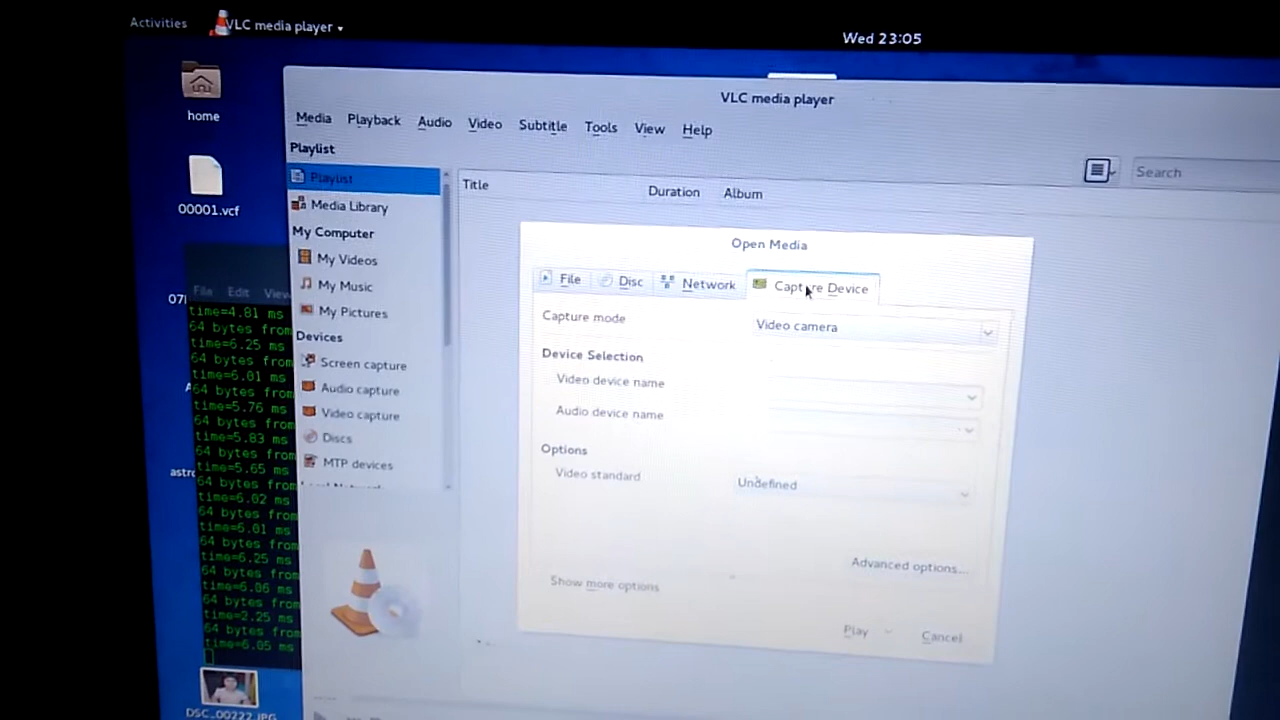 Activities
VLC media player
Wed 23:05
home
00001.vcf
VLC media player
Media Playback Audio Video Subtitle Tools View Help
Playlist
Search
Playlist
Media Library
My Computer
My Videos
My Music
My Pictures
Devices
Screen capture
Audio capture
Video capture
Discs
MTP devices
Title Duration Album
Open Media
File Disc Network Capture Device
Capture mode Video camera
Device Selection
Video device name
Audio device name
Options
Video standard Undefined
Advanced options...
Show more options
Play Cancel
File Edit View
time=4.81 ms
64 bytes from
time=6.25 ms
64 bytes from
time=6.01 ms
64 bytes from
time=5.76 ms
64 bytes from
time=5.83 ms
64 bytes from
time=5.65 ms
64 bytes from
time=6.02 ms
64 bytes from
time=6.01 ms
64 bytes from
time=6.25 ms
64 bytes from
time=6.06 ms
64 bytes from
time=2.25 ms
64 bytes from
time=6.05 ms
DSC_00222.JPG